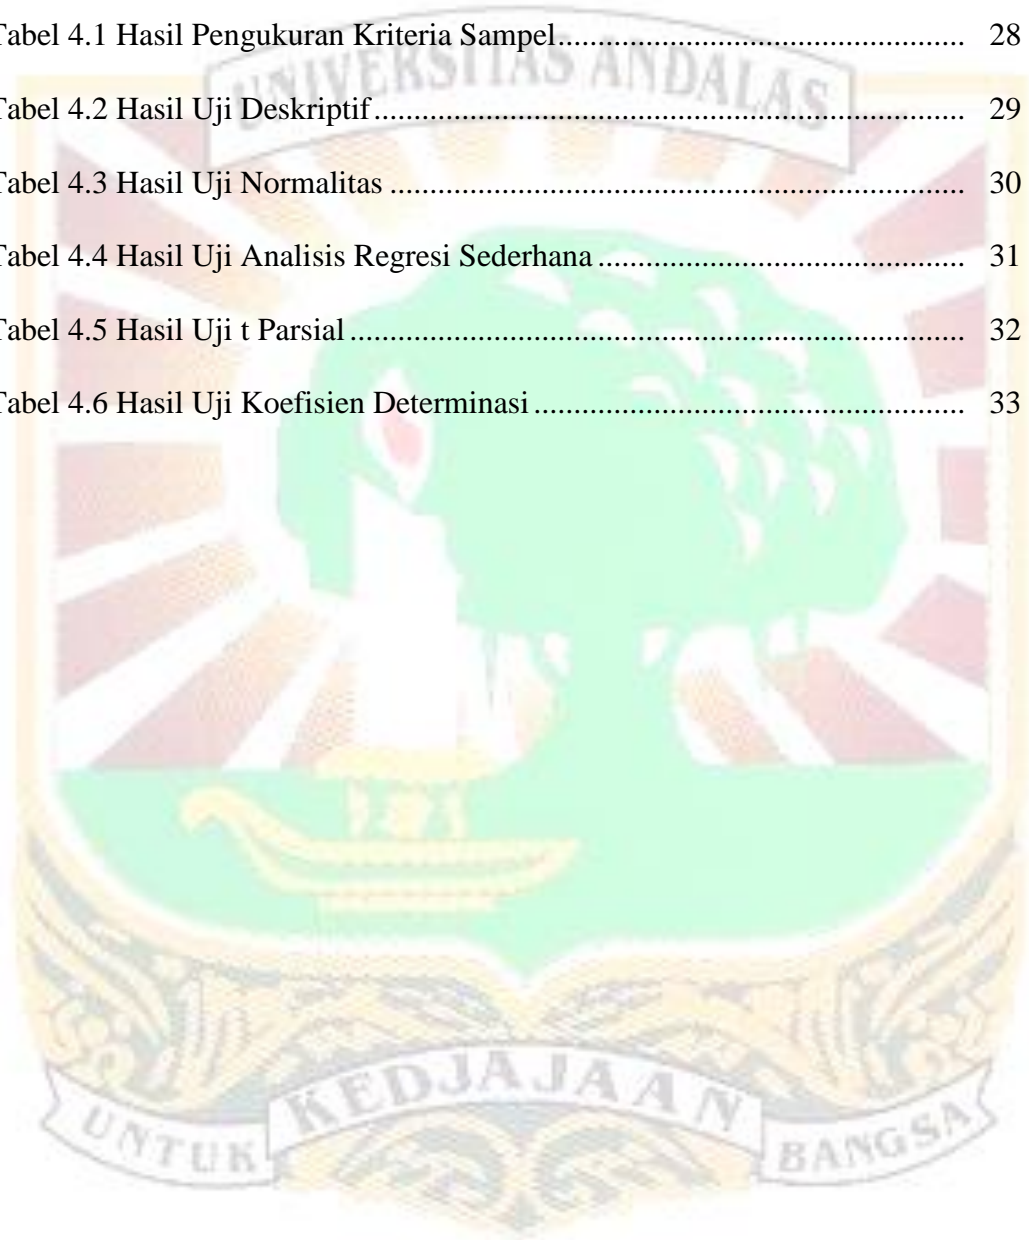 Tabel 4.1 Hasil Pengukuran Kriteria Sampel.................................................. 28
UNIVERSITAS ANDALAS
Tabel 4.2 Hasil Uji Deskriptif......................................................................... 29
Tabel 4.3 Hasil Uji Normalitas ....................................................................... 30
Tabel 4.4 Hasil Uji Analisis Regresi Sederhana ............................................. 31
Tabel 4.5 Hasil Uji t Parsial ............................................................................ 32
Tabel 4.6 Hasil Uji Koefisien Determinasi ..................................................... 33
UNTUK KEDJAJAAN BANGSA